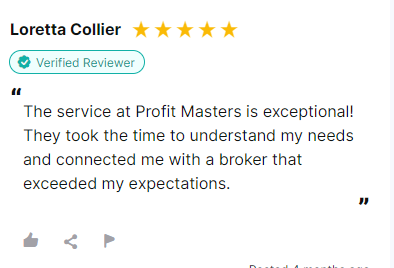 Loretta Collier
Verified Reviewer
“
The service at Profit Masters is exceptional!
They took the time to understand my needs
and connected me with a broker that
exceeded my expectations.
”
Posted 4 months ago